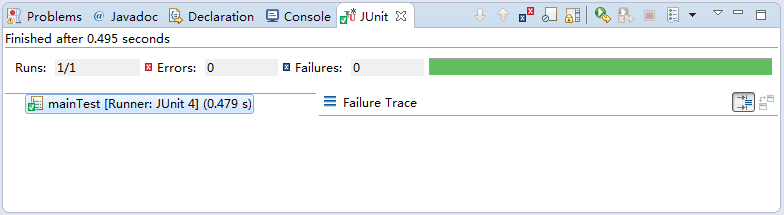 Problems @ Javadoc Declaration Console JUnit
Finished after 0.495 seconds
Runs: 1/1 Errors: 0 Failures: 0
mainTest [Runner: JUnit 4] (0.479 s) Failure Trace